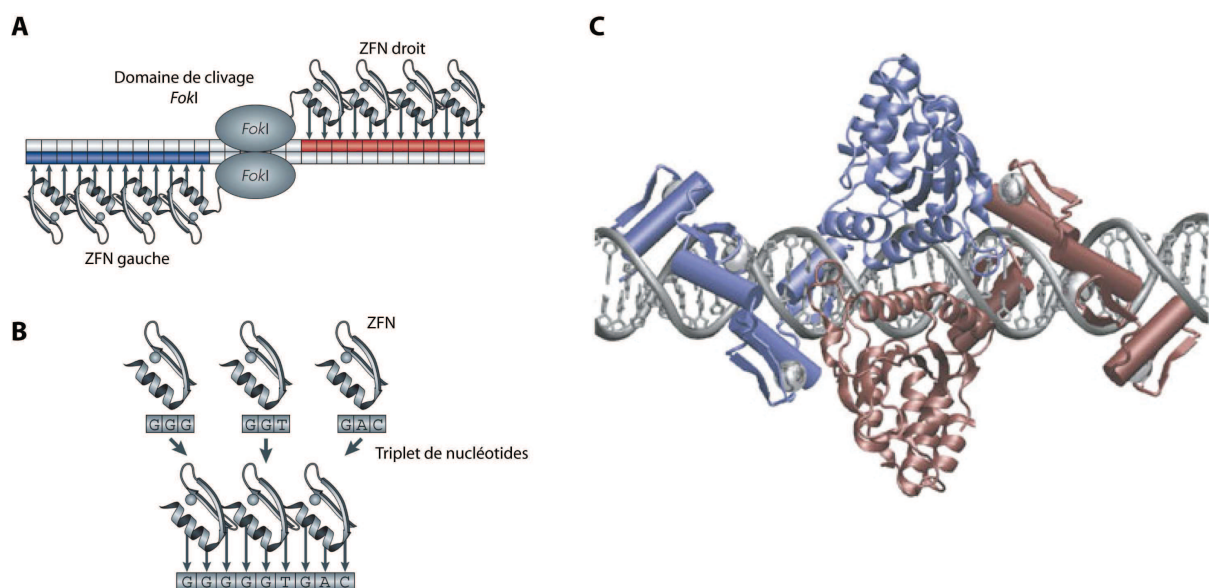 A
ZFN droit
Domaine de clivage
FokI
FokI
FokI
ZFN gauche
B
ZFN
GGG
GGT
GAC
Triplet de nucléotides
GGGGGTGAC
C